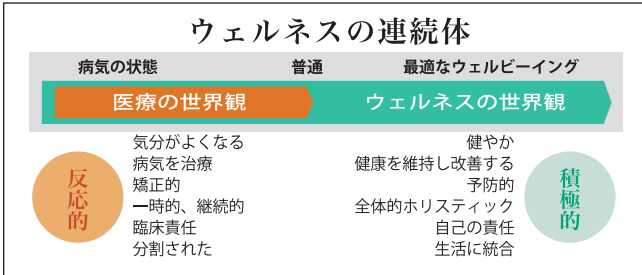 ウェルネスの連続体
病気の状態 普通 最適なウェルビーイング
医療の世界観 ウェルネスの世界観
反応的
気分がよくなる
病気を治療
矯正的
一時的、継続的
臨床責任
分割された
健やか
健康を維持し改善する
予防的
全体的ホリスティック
自己の責任
生活に統合
積極的